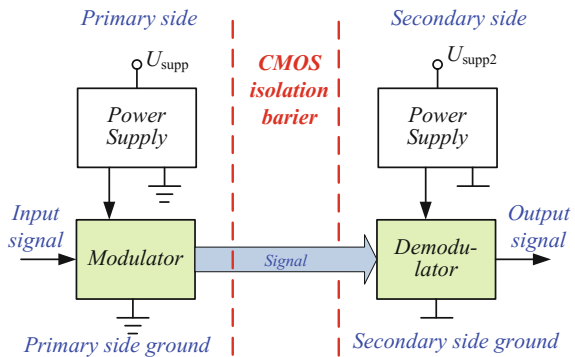 Primary side
Secondary side
U_supp
U_supp2
CMOS
isolation
barier
Power
Supply
Power
Supply
Input
signal
Modulator
Signal
Demodu-
lator
Output
signal
Primary side ground
Secondary side ground